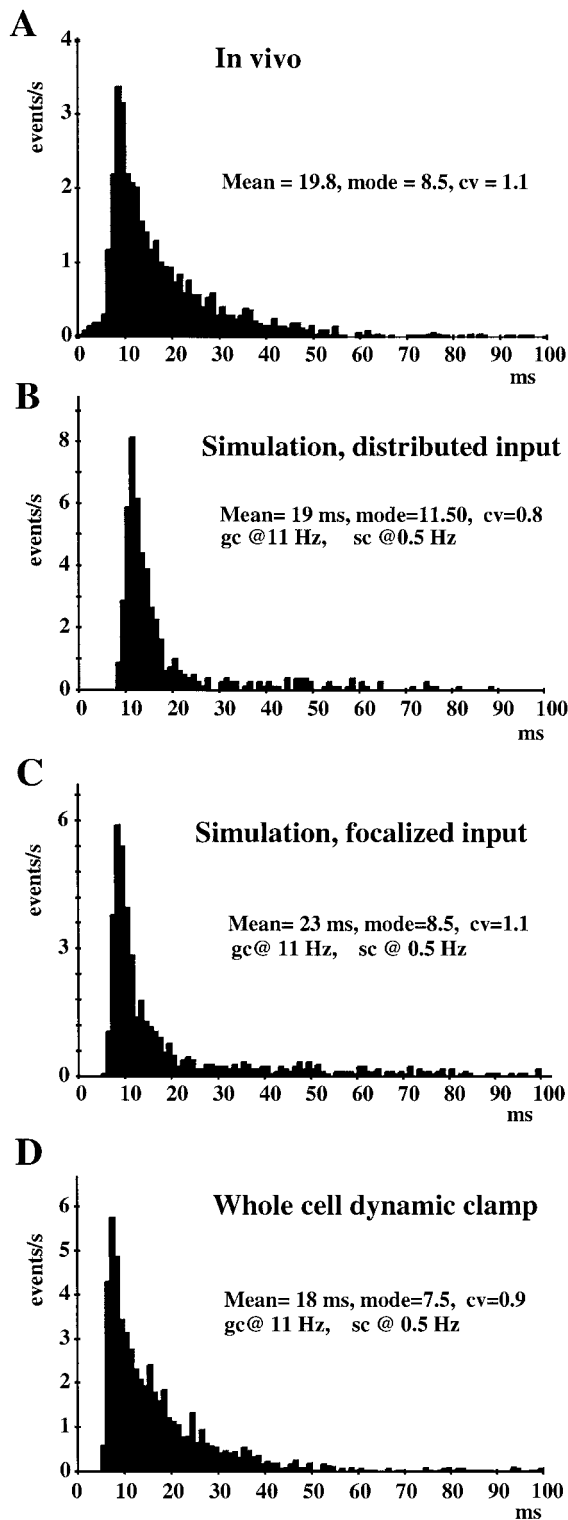 A
In vivo
events/s
4
3
2
1
0
Mean = 19.8, mode = 8.5, cv = 1.1
0 10 20 30 40 50 60 70 80 90 100
ms
B
Simulation, distributed input
events/s
8
6
4
2
0
Mean= 19 ms, mode=11.50, cv=0.8
gc @11 Hz, sc @0.5 Hz
0 10 20 30 40 50 60 70 80 90 100
ms
C
Simulation, focalized input
events/s
6
3
0
Mean= 23 ms, mode=8.5, cv=1.1
gc@ 11 Hz, sc @ 0.5 Hz
0 10 20 30 40 50 60 70 80 90 100
ms
D
Whole cell dynamic clamp
events/s
6
5
4
3
2
1
0
Mean= 18 ms, mode=7.5, cv=0.9
gc@ 11 Hz, sc @ 0.5 Hz
0 10 20 30 40 50 60 70 80 90 100
ms